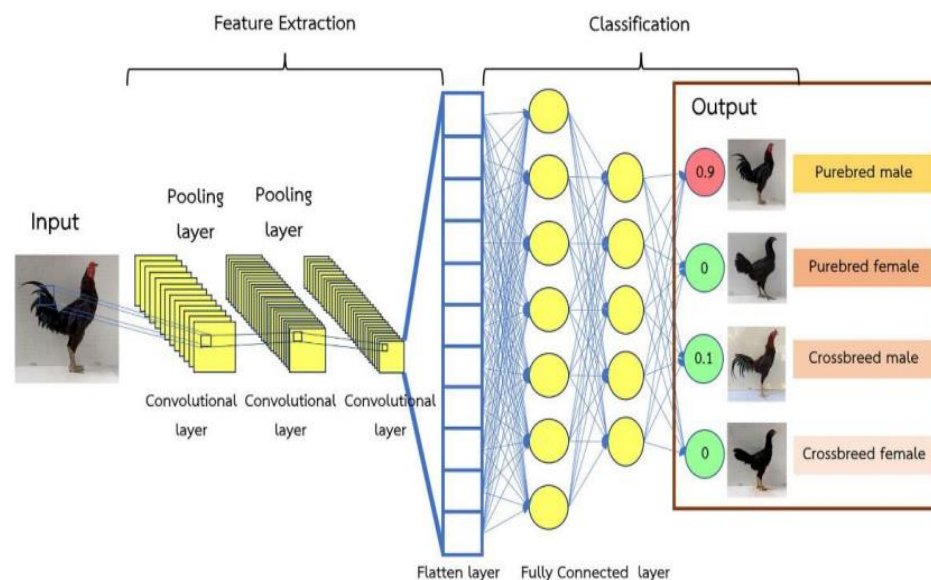 Feature Extraction
Classification
Input
Pooling
layer
Pooling
layer
Convolutional
layer
Convolutional
layer
Convolutional
layer
Flatten layer
Fully Connected layer
Output
0.9
Purebred male
0
Purebred female
0.1
Crossbreed male
0
Crossbreed female